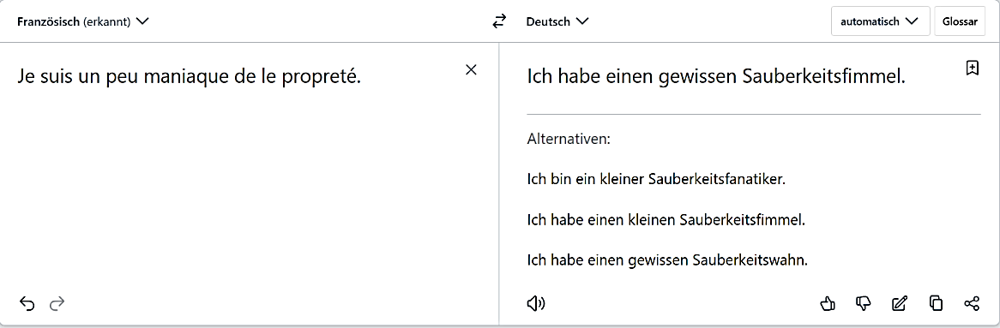 Französisch (erkannt)
Deutsch
automatisch
Glossar
Je suis un peu maniaque de le propreté.
Ich habe einen gewissen Sauberkeitsfimmel.
Alternativen:
Ich bin ein kleiner Sauberkeitsfanatiker.
Ich habe einen kleinen Sauberkeitsfimmel.
Ich habe einen gewissen Sauberkeitswahn.